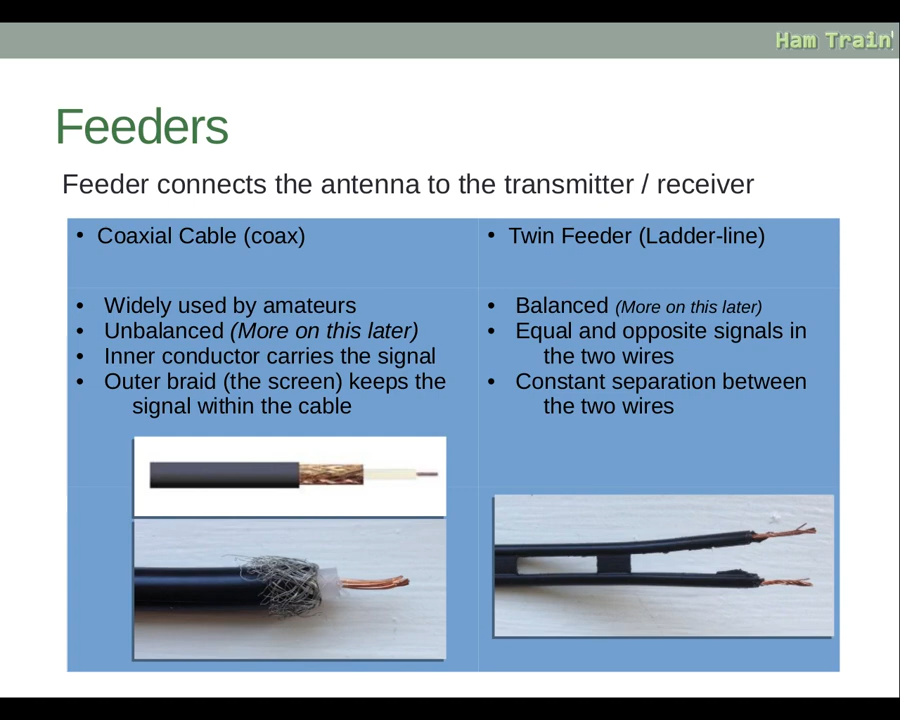 Ham Train
Feeders
Feeder connects the antenna to the transmitter / receiver
• Coaxial Cable (coax)
• Widely used by amateurs
• Unbalanced (More on this later)
• Inner conductor carries the signal
• Outer braid (the screen) keeps the
signal within the cable
• Twin Feeder (Ladder-line)
• Balanced (More on this later)
• Equal and opposite signals in
the two wires
• Constant separation between
the two wires